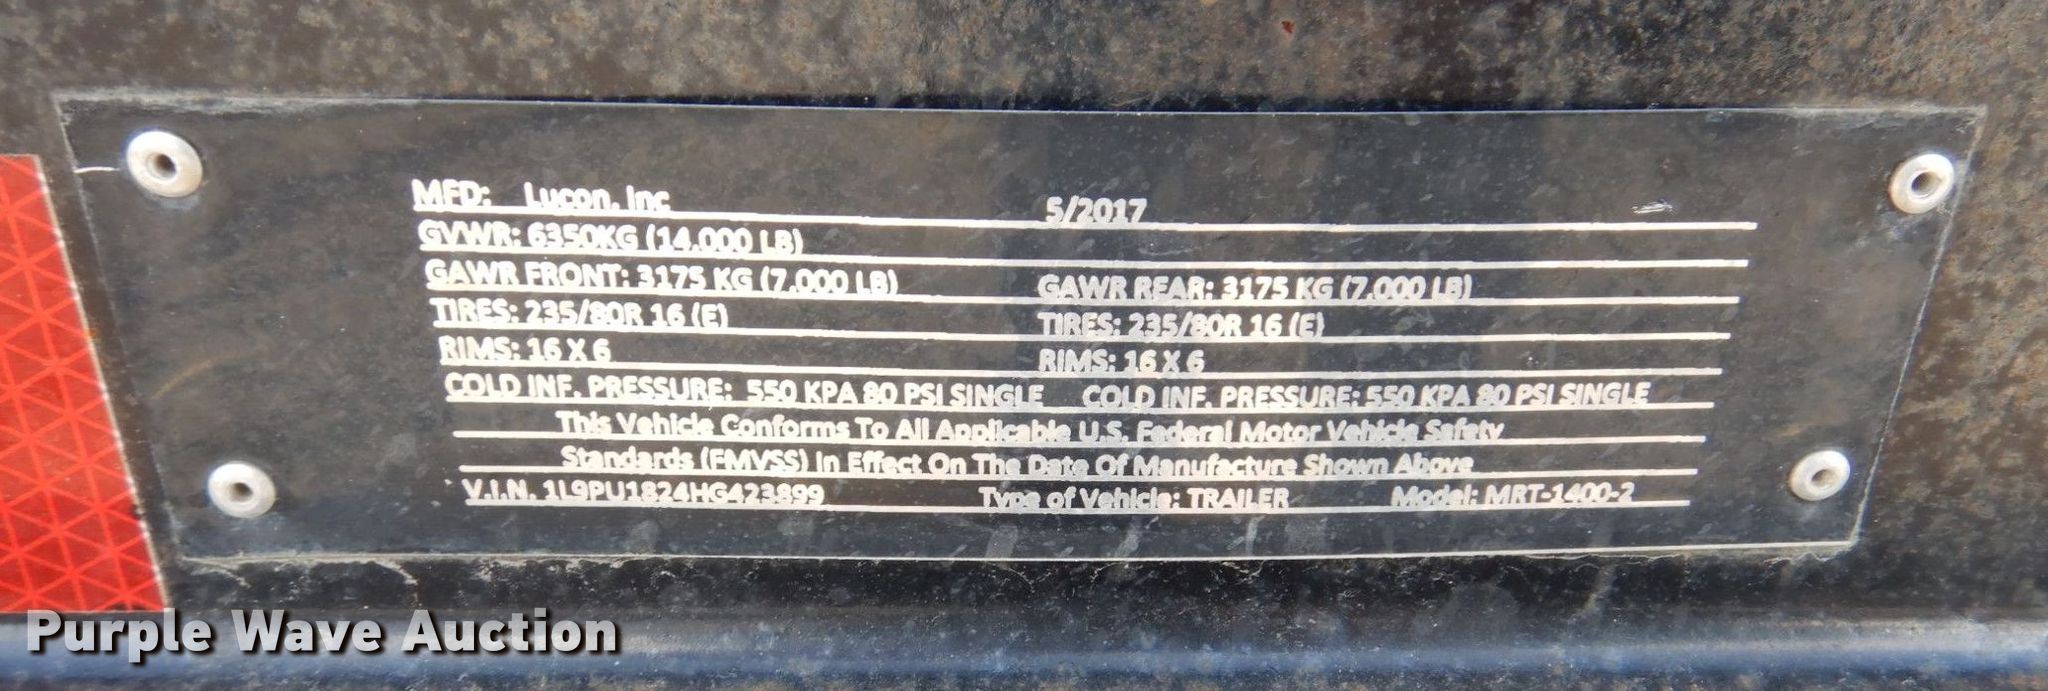 MFD: Lucon, Inc 5/2017
GVWR: 6350KG (14,000 LB)
GAWR FRONT: 3175 KG (7,000 LB) GAWR REAR: 3175 KG (7,000 LB)
TIRES: 235/80R 16 (E) TIRES: 235/80R 16 (E)
RIMS: 16 X 6 RIMS: 16 X 6
COLD INF. PRESSURE: 550 KPA 80 PSI SINGLE COLD INF. PRESSURE: 550 KPA 80 PSI SINGLE
This Vehicle Conforms To All Applicable U.S. Federal Motor Vehicle Safety
Standards (FMVSS) In Effect On The Date Of Manufacture Shown Above
V.I.N. 1L9PU1824HG423899 Type of Vehicle: TRAILER Model: MRT-1400-2
Purple Wave Auction